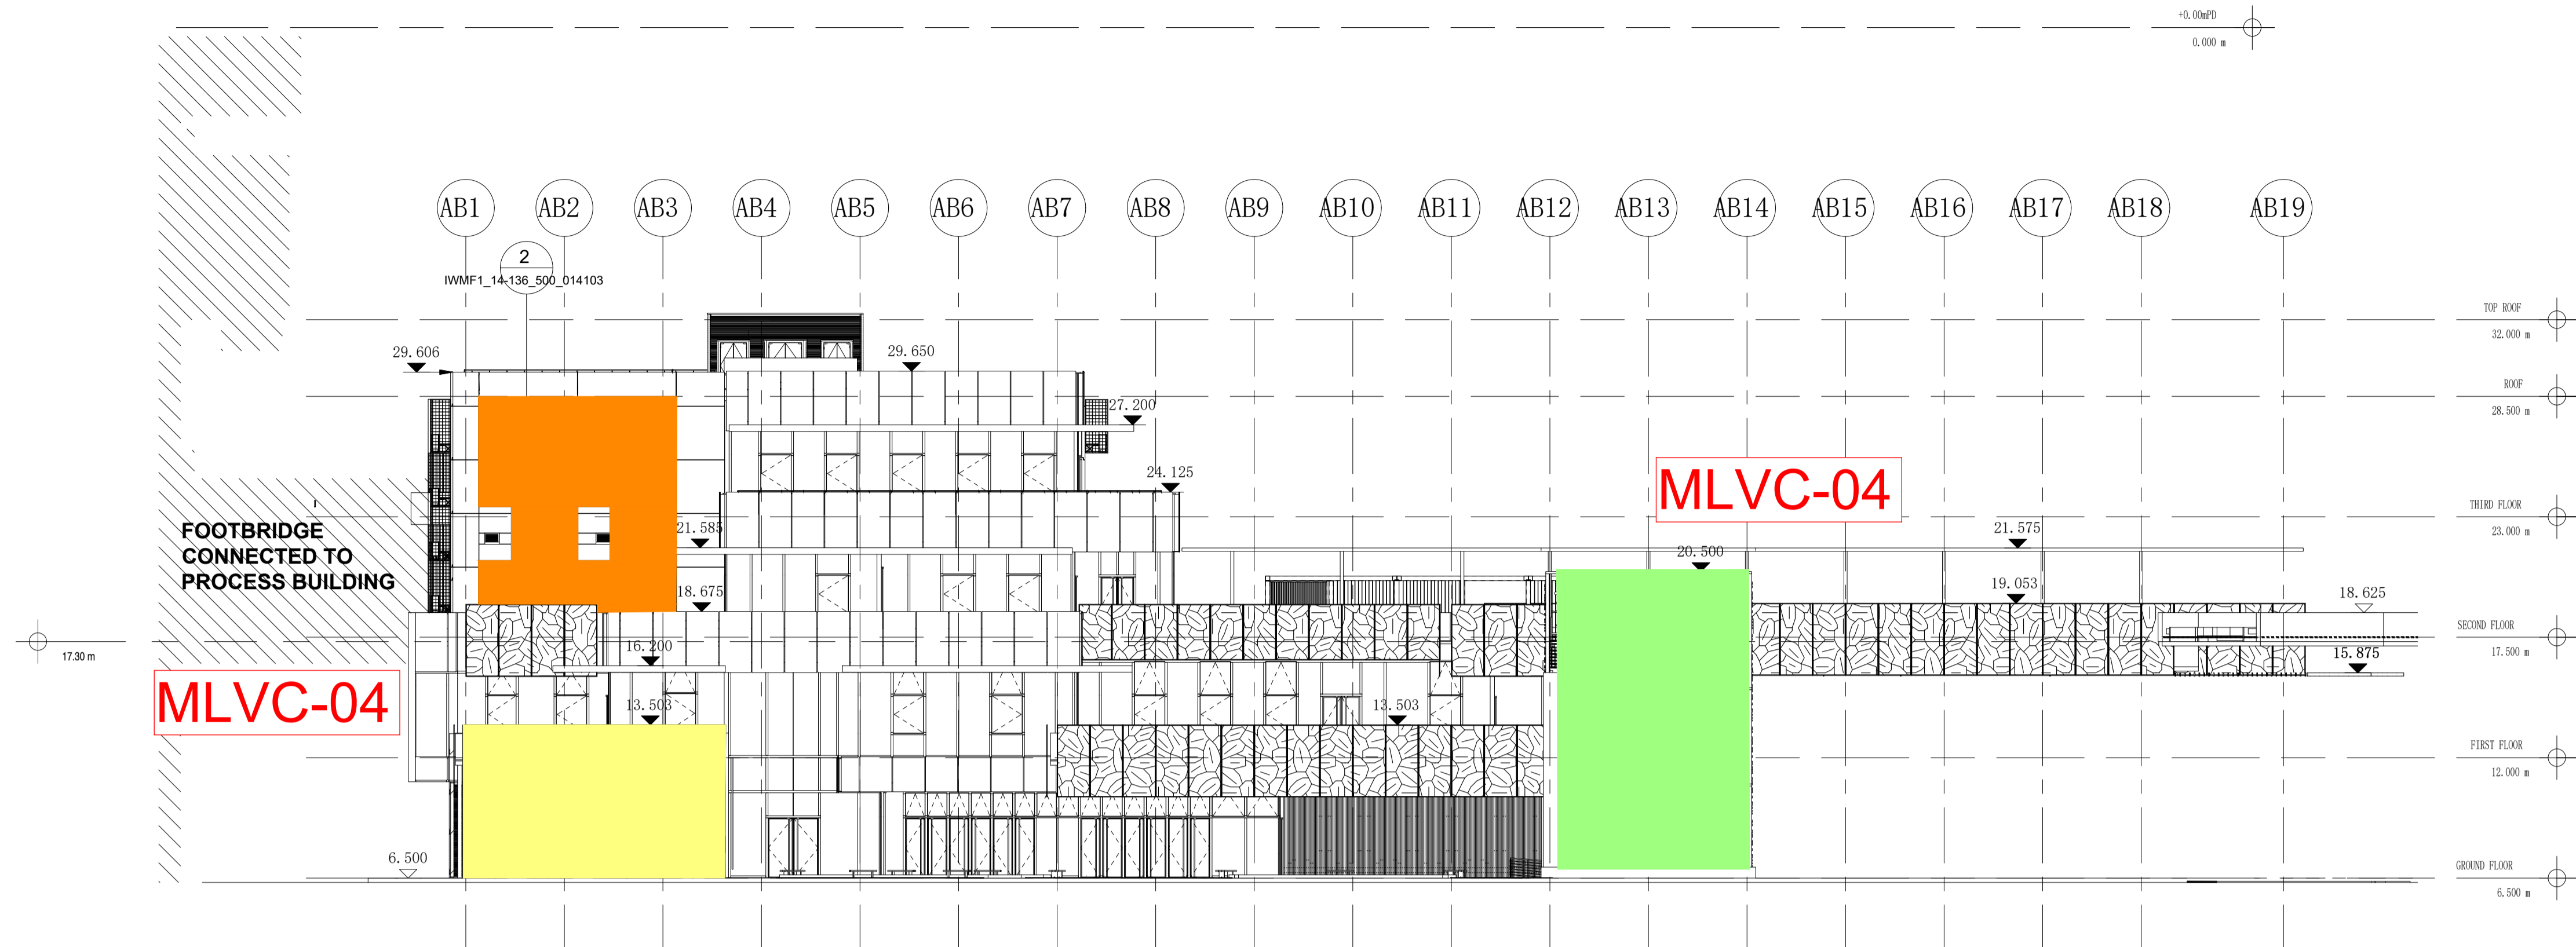 +0.00mPD
0.000 m
AB1 AB2 AB3 AB4 AB5 AB6 AB7 AB8 AB9 AB10 AB11 AB12 AB13 AB14 AB15 AB16 AB17 AB18 AB19
2
IWMF1_14-136_500_014103
TOP ROOF
32.000 m
29.606
29.650
ROOF
28.500 m
27.200
24.125
MLVC-04
THIRD FLOOR
23.000 m
FOOTBRIDGE
CONNECTED TO
PROCESS BUILDING
21.585
21.575
20.500
19.053
18.675
18.625
SECOND FLOOR
17.500 m
17.30 m
16.200
15.875
MLVC-04
13.503
13.503
FIRST FLOOR
12.000 m
6.500
GROUND FLOOR
6.500 m